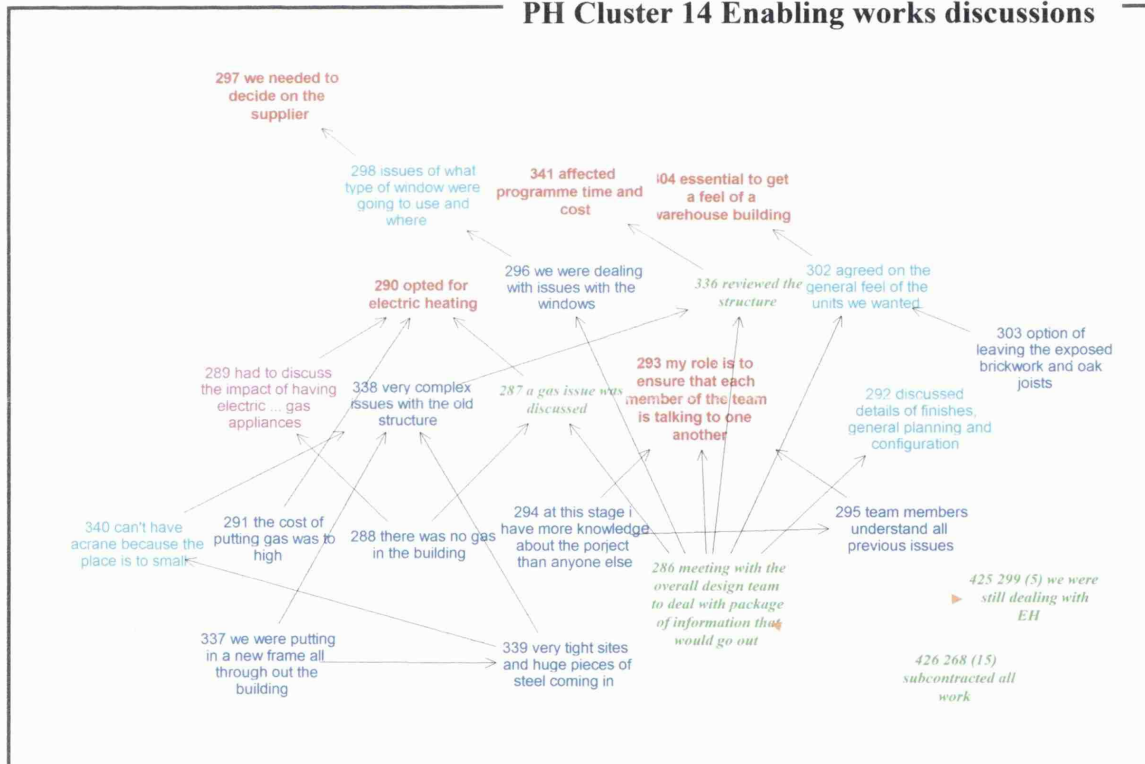 PH Cluster 14 Enabling works discussions
297 we needed to
decide on the
supplier
298 issues of what
type of window were
going to use and
where
341 affected
programme time and
cost
04 essential to get
a feel of a
warehouse building
290 opted for
electric heating
296 we were dealing
with issues with the
windows
336 reviewed the
structure
302 agreed on the
general feel of the
units we wanted
303 option of
leaving the exposed
brickwork and oak
joists
289 had to discuss
the impact of having
electric ... gas
appliances
338 very complex
issues with the old
structure
287 a gas issue was
discussed
293 my role is to
ensure that each
member of the team
is talking to one
another
292 discussed
details of finishes,
general planning and
configuration
340 can't have
acrane because the
place is to small
291 the cost of
putting gas was to
high
288 there was no gas
in the building
294 at this stage i
have more knowledge
about the porject
than anyone else
295 team members
understand all
previous issues
286 meeting with the
overall design team
to deal with package
of information that
would go out
425 299 (5) we were
still dealing with
EH
337 we were putting
in a new frame all
through out the
building
339 very tight sites
and huge pieces of
steel coming in
426 268 (15)
subcontracted all
work